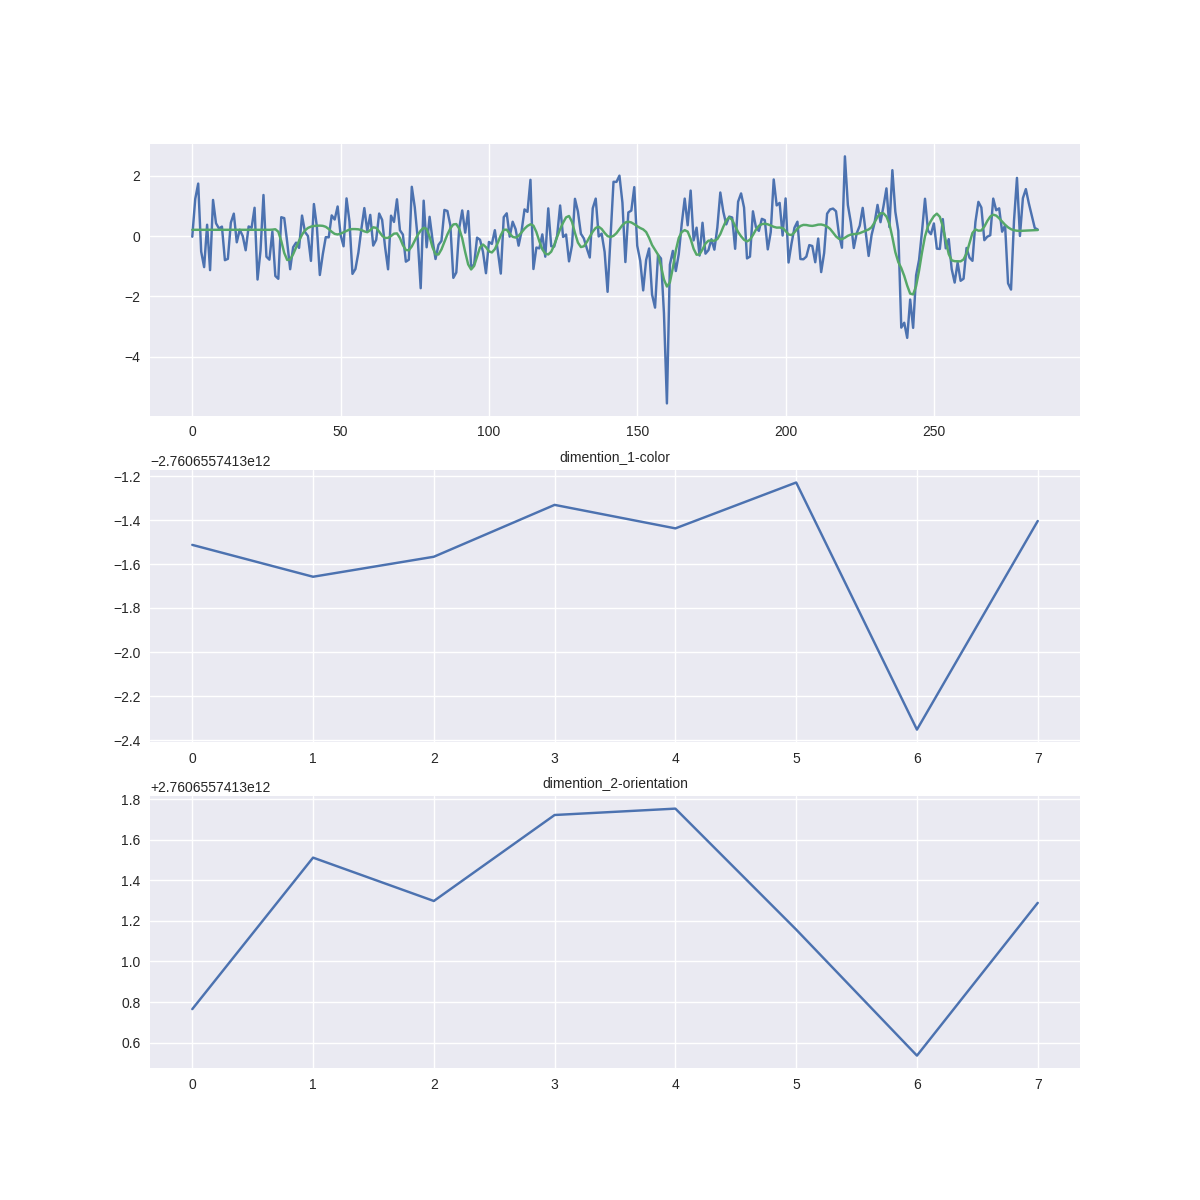 2
0
−2
−4
0 50 100 150 200 250
dimention_1-color
−2.7606557413e12
−1.2
−1.4
−1.6
−1.8
−2.0
−2.2
−2.4
0 1 2 3 4 5 6 7
dimention_2-orientation
+2.7606557413e12
1.8
1.6
1.4
1.2
1.0
0.8
0.6
0 1 2 3 4 5 6 7